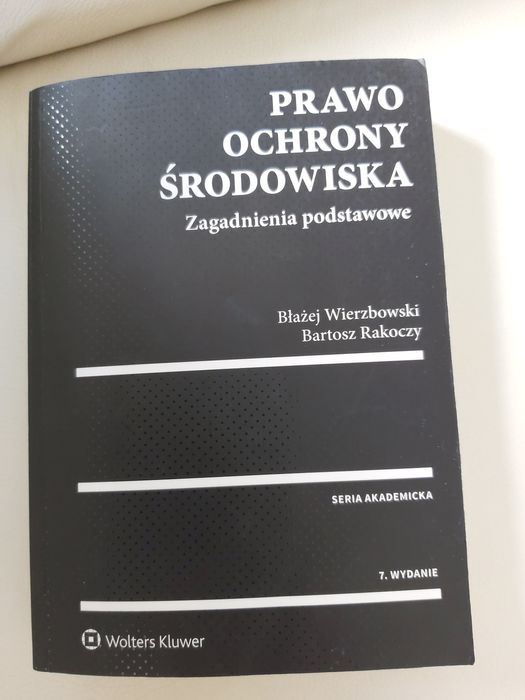 PRAWO
OCHRONY
ŚRODOWISKA
Zagadnienia podstawowe
Błażej Wierzbowski
Bartosz Rakoczy
SERIA AKADEMICKA
7. WYDANIE
Wolters Kluwer